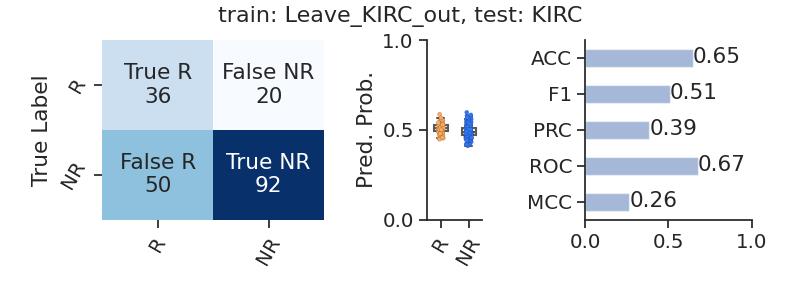 train: Leave_KIRC_out, test: KIRC
True Label
R
NR
True R
36
False NR
20
False R
50
True NR
92
R
NR
Pred. Prob.
1.0
0.5
0.0
R
NR
ACC
0.65
F1
0.51
PRC
0.39
ROC
0.67
MCC
0.26
0.0
0.5
1.0